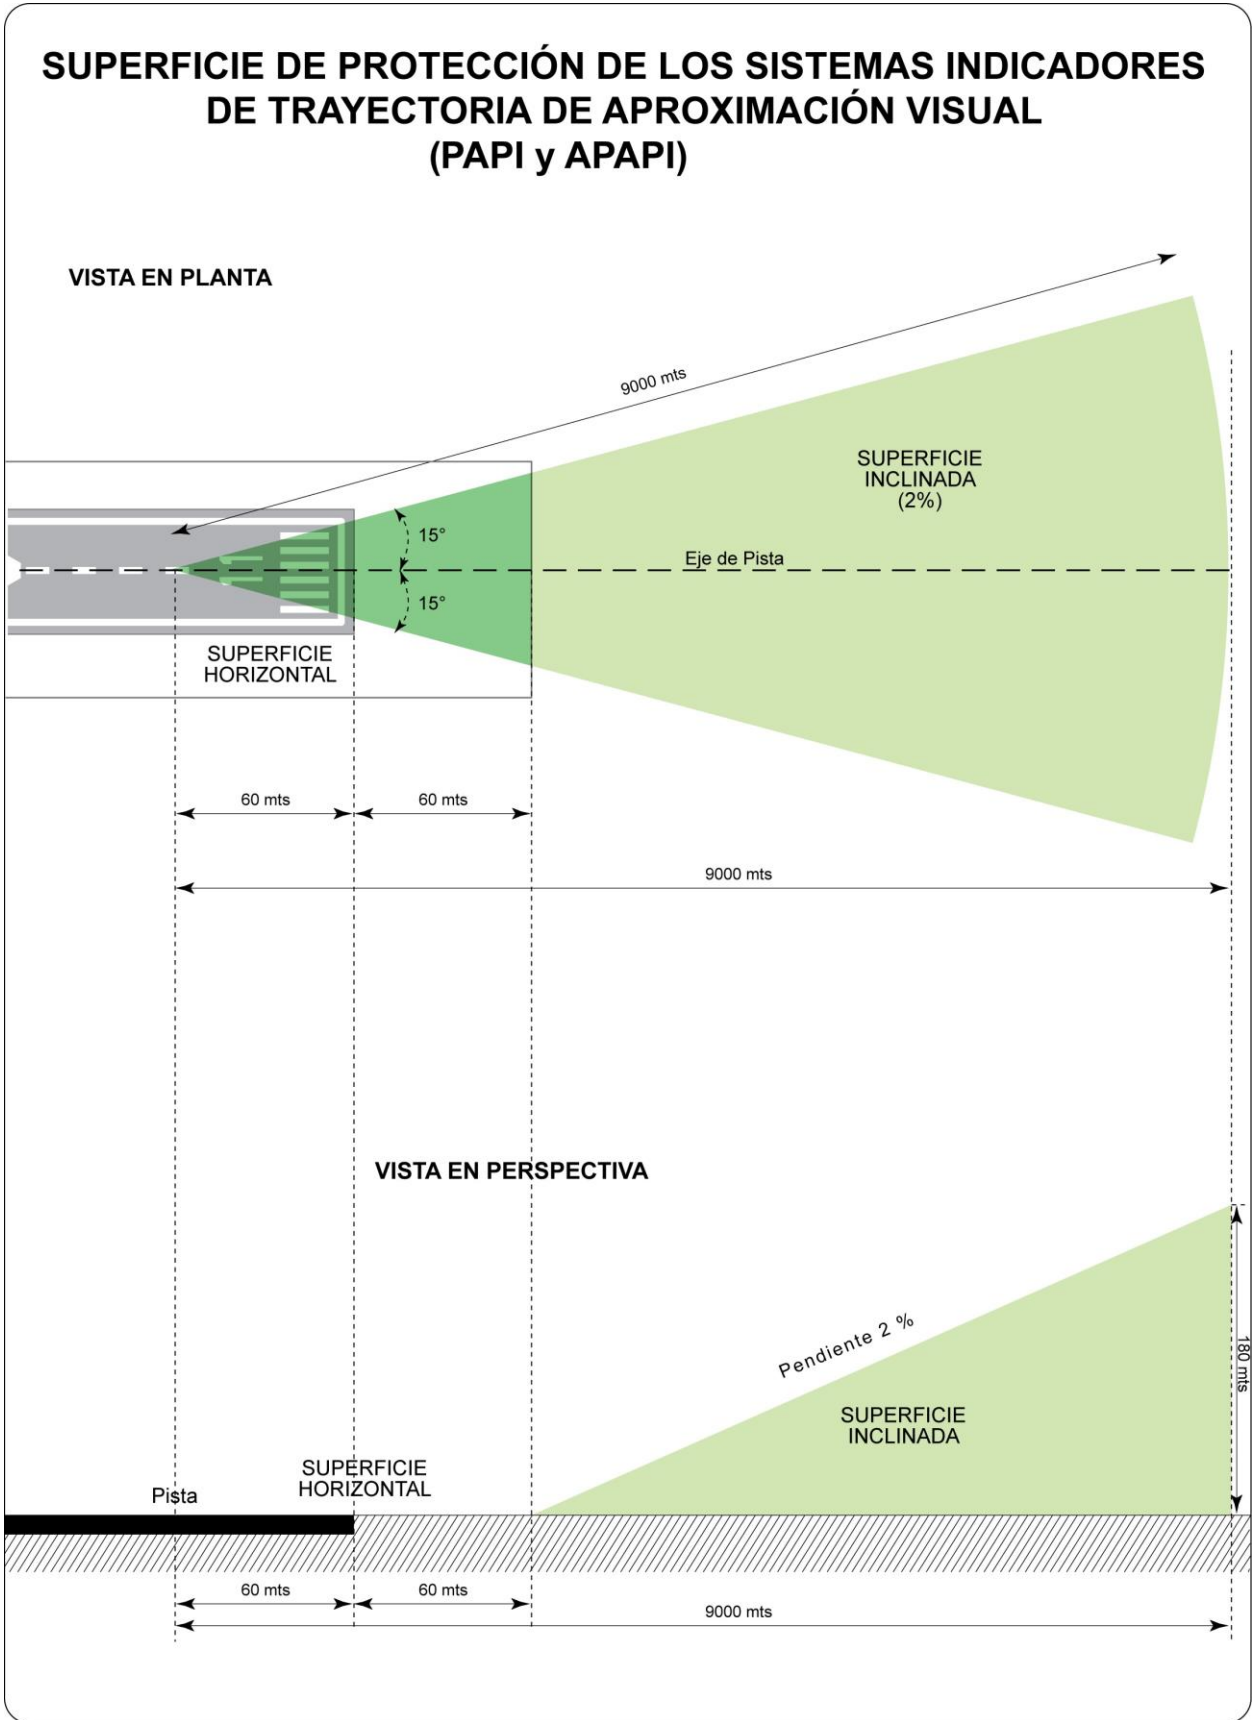 SUPERFICIE DE PROTECCIÓN DE LOS SISTEMAS INDICADORES
DE TRAYECTORIA DE APROXIMACIÓN VISUAL
(PAPI y APAPI)
VISTA EN PLANTA
9000 mts
SUPERFICIE
INCLINADA
(2%)
15°
Eje de Pista
15°
SUPERFICIE
HORIZONTAL
60 mts
60 mts
9000 mts
VISTA EN PERSPECTIVA
Pendiente 2 %
180 mts
SUPERFICIE
INCLINADA
SUPERFICIE
HORIZONTAL
Pista
60 mts
60 mts
9000 mts